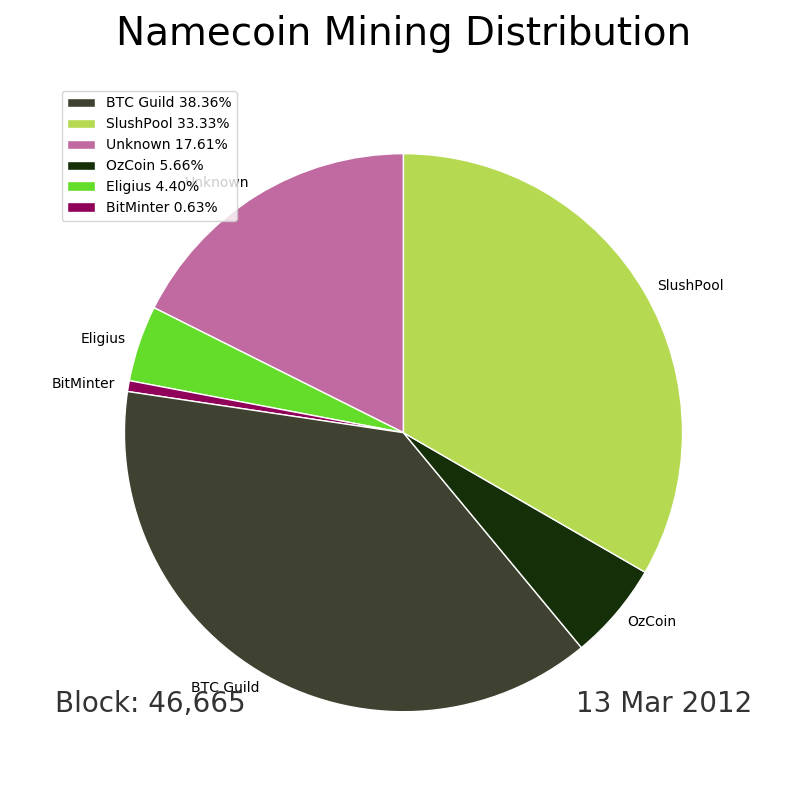 Namecoin Mining Distribution
BTC Guild 38.36%
SlushPool 33.33%
Unknown 17.61%
OzCoin 5.66%
Eligius 4.40%
BitMinter 0.63%
Unknown
SlushPool
Eligius
BitMinter
OzCoin
BTC Guild
Block: 46,665
13 Mar 2012